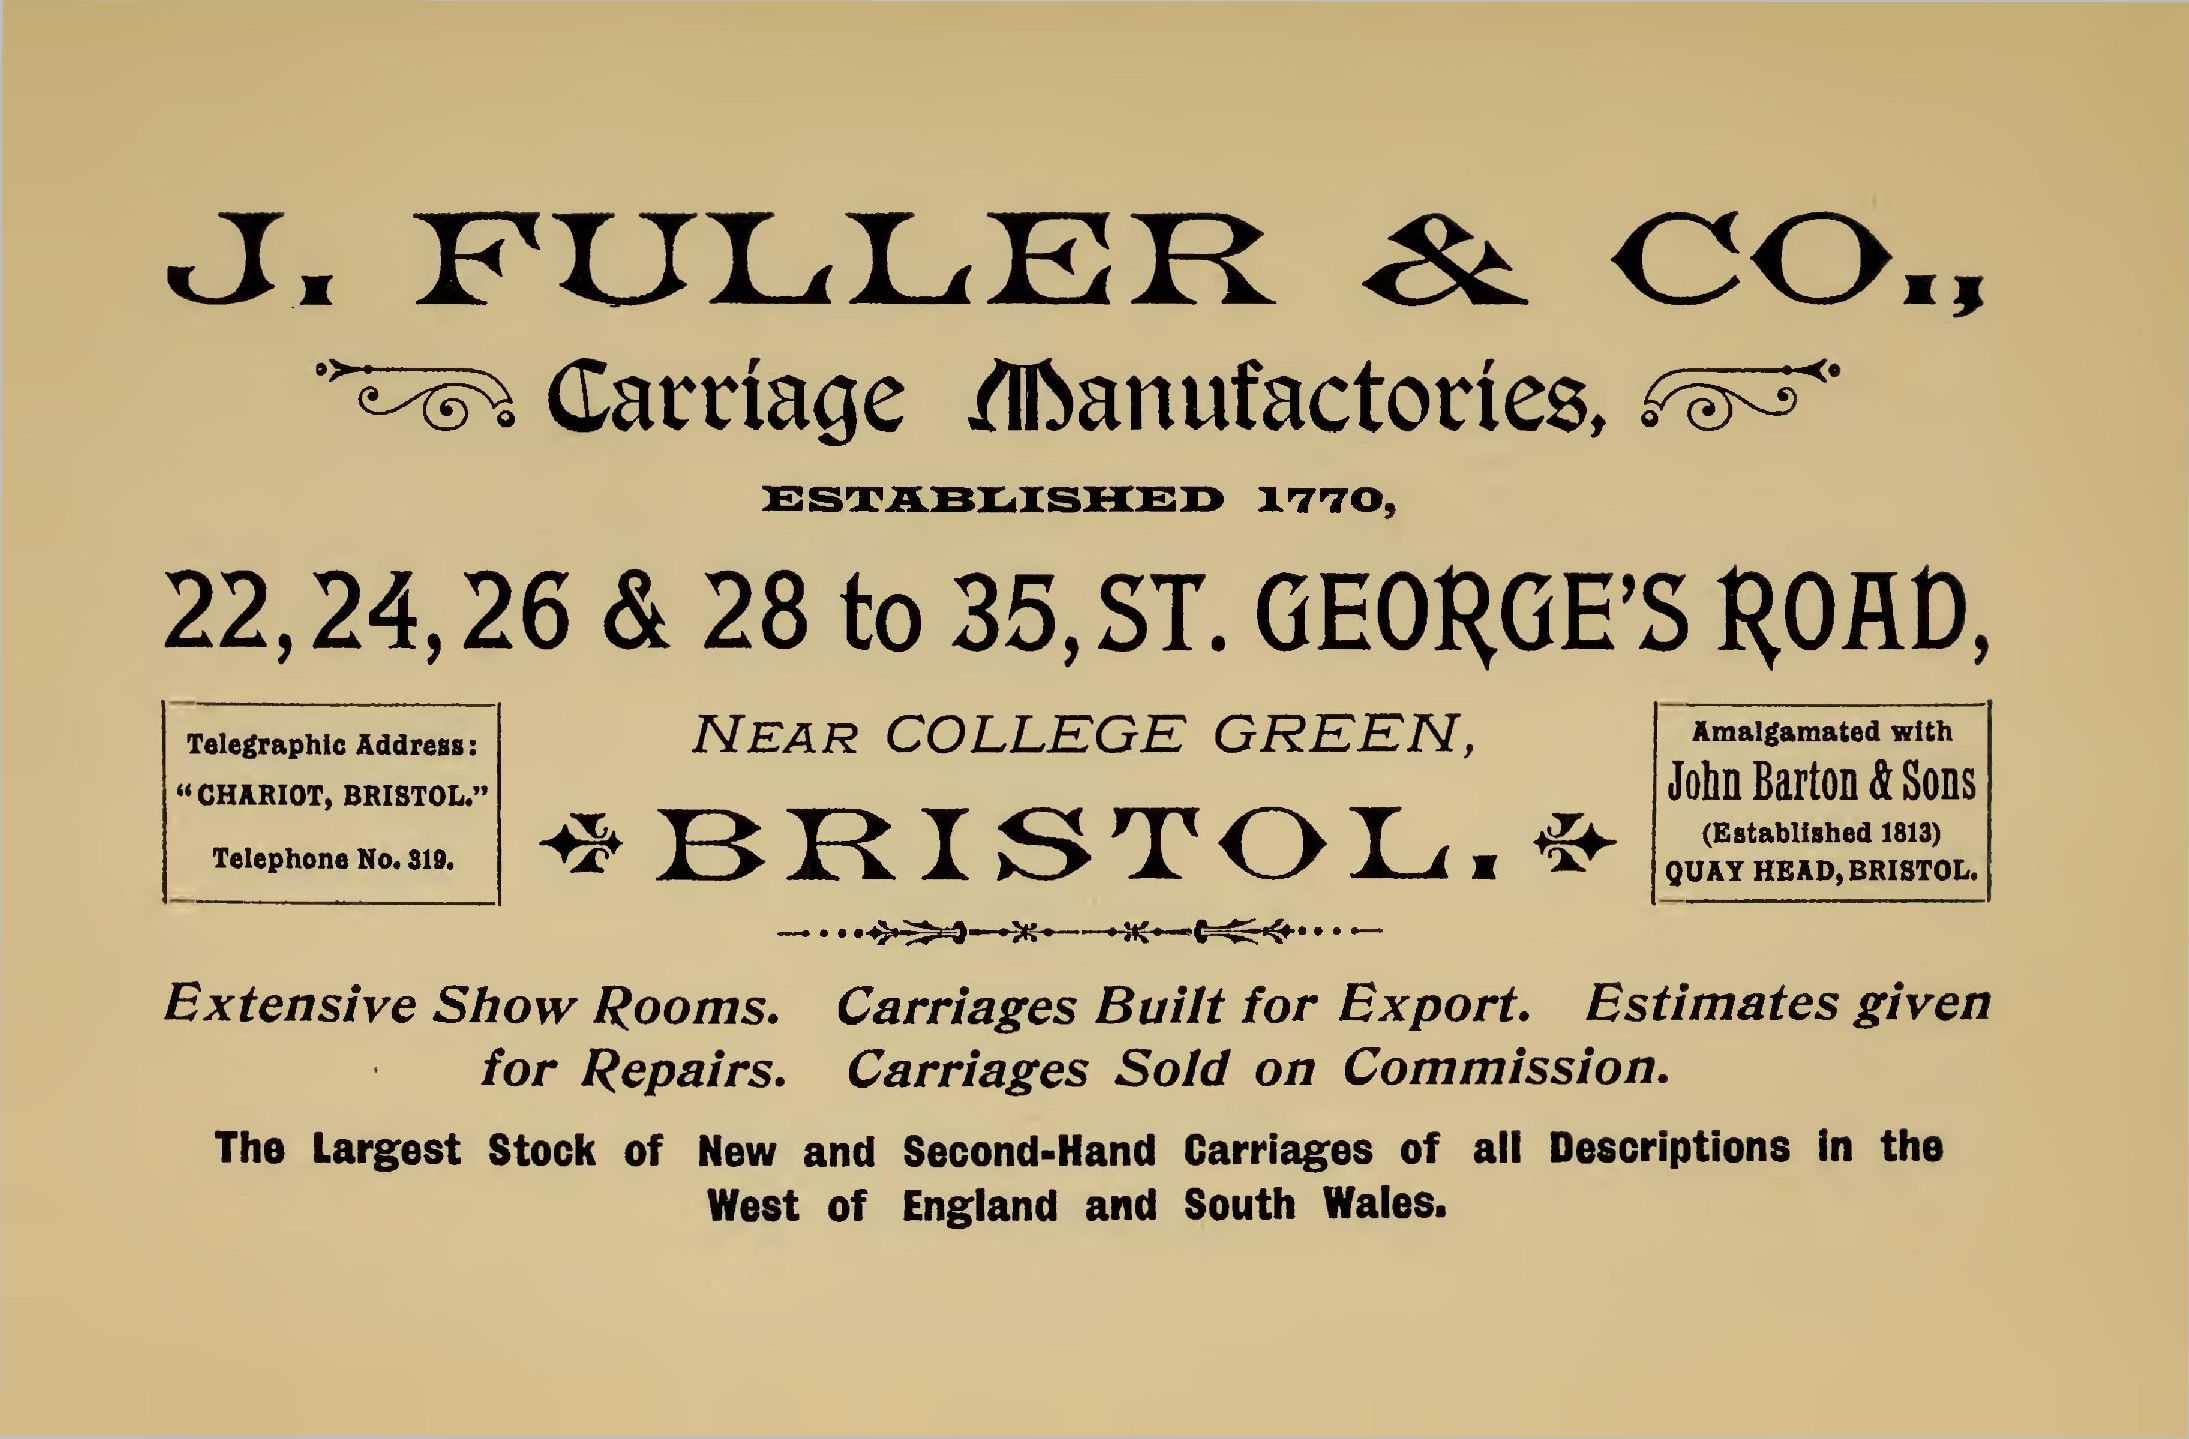 J. FULLER & CO.,
Carriage Manufactories,
ESTABLISHED 1770,
22, 24, 26 & 28 to 35, ST. GEORGE'S ROAD,
Telegraphic Address:
"CHARIOT, BRISTOL."
Telephone No. 319.
NEAR COLLEGE GREEN,
BRISTOL.
Amalgamated with
John Barton & Sons
(Established 1813)
QUAY HEAD, BRISTOL.
Extensive Show Rooms. Carriages Built for Export. Estimates given
for Repairs. Carriages Sold on Commission.
The Largest Stock of New and Second-Hand Carriages of all Descriptions in the
West of England and South Wales.